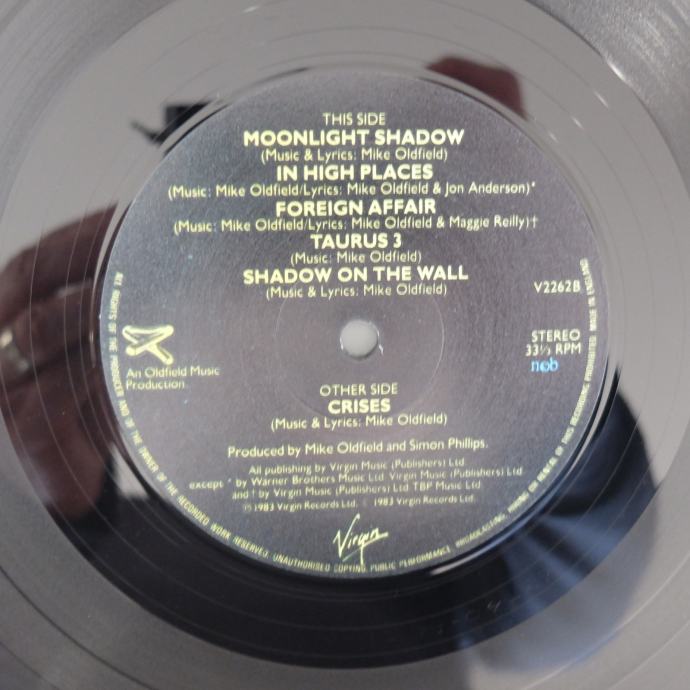 THIS SIDE
MOONLIGHT SHADOW
(Music & Lyrics: Mike Oldfield)
IN HIGH PLACES
(Music: Mike Oldfield/Lyrics: Mike Oldfield & Jon Anderson)*
FOREIGN AFFAIR
(Music: Mike Oldfield/Lyrics: Mike Oldfield & Maggie Reilly)†
TAURUS 3
(Music: Mike Oldfield)
SHADOW ON THE WALL
(Music & Lyrics: Mike Oldfield)
V2262B
STEREO
33⅓ RPM
ncb
An Oldfield Music
Production.
OTHER SIDE
CRISES
(Music & Lyrics: Mike Oldfield)
Produced by Mike Oldfield and Simon Phillips.
All publishing by Virgin Music (Publishers) Ltd.
except * by Warner Brothers Music Ltd. Virgin Music (Publishers) Ltd.
and † by Virgin Music (Publishers) Ltd. TBP Music Ltd.
℗ 1983 Virgin Records Ltd. © 1983 Virgin Records Ltd.
Virgin
ALL RIGHTS OF THE PRODUCER AND OF THE OWNER OF THE RECORDED WORK RESERVED. UNAUTHORISED COPYING, PUBLIC PERFORMANCE, BROADCASTING, HIRING OR RENTAL OF THIS RECORDING PROHIBITED. MADE IN ENGLAND